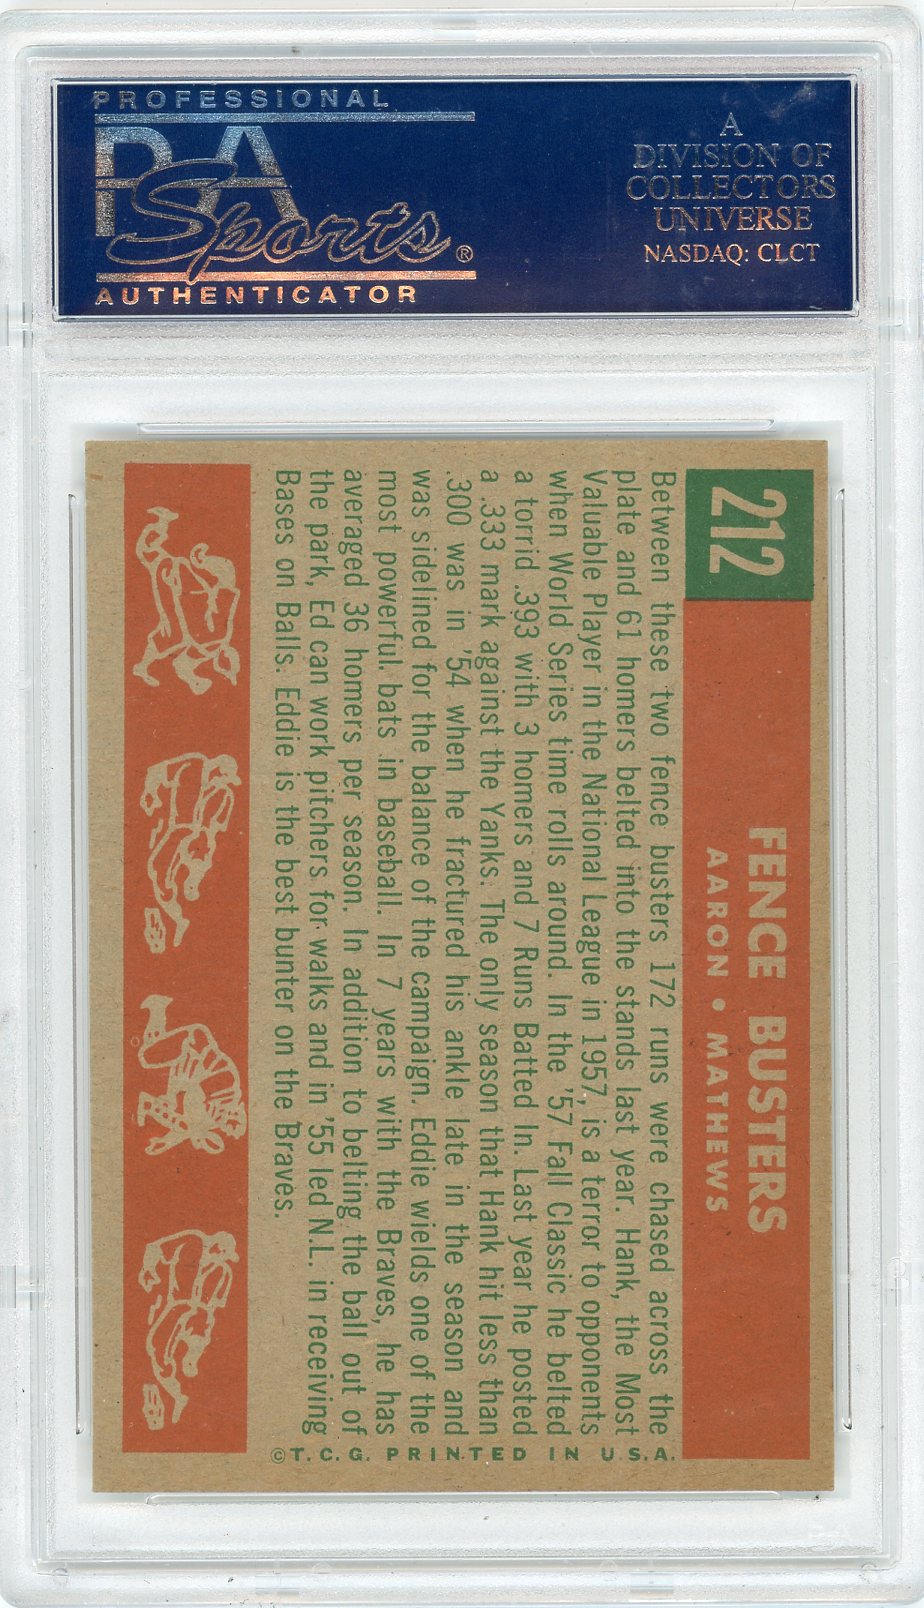 PROFESSIONAL
PSA
Sports®
AUTHENTICATOR
A
DIVISION OF
COLLECTORS
UNIVERSE
NASDAQ: CLCT
212
FENCE BUSTERS
AARON • MATHEWS
Between these two fence busters 172 runs were chased across the
plate and 61 homers belted into the stands last year. Hank, the Most
Valuable Player in the National League in 1957, is a terror to opponents
when World Series time rolls around. In the '57 Fall Classic he belted
a torrid .393 with 3 homers and 7 Runs Batted In. Last year he posted
a .333 mark against the Yanks. The only season that Hank hit less than
.300 was in '54 when he fractured his ankle late in the season and
was sidelined for the balance of the campaign. Eddie wields one of the
most powerful bats in baseball. In 7 years with the Braves, he has
averaged 36 homers per season. In addition to belting the ball out of
the park, Ed can work pitchers for walks and in '55 led N.L. in receiving
Bases on Balls. Eddie is the best bunter on the Braves.
© T. C. G. PRINTED IN U.S.A.